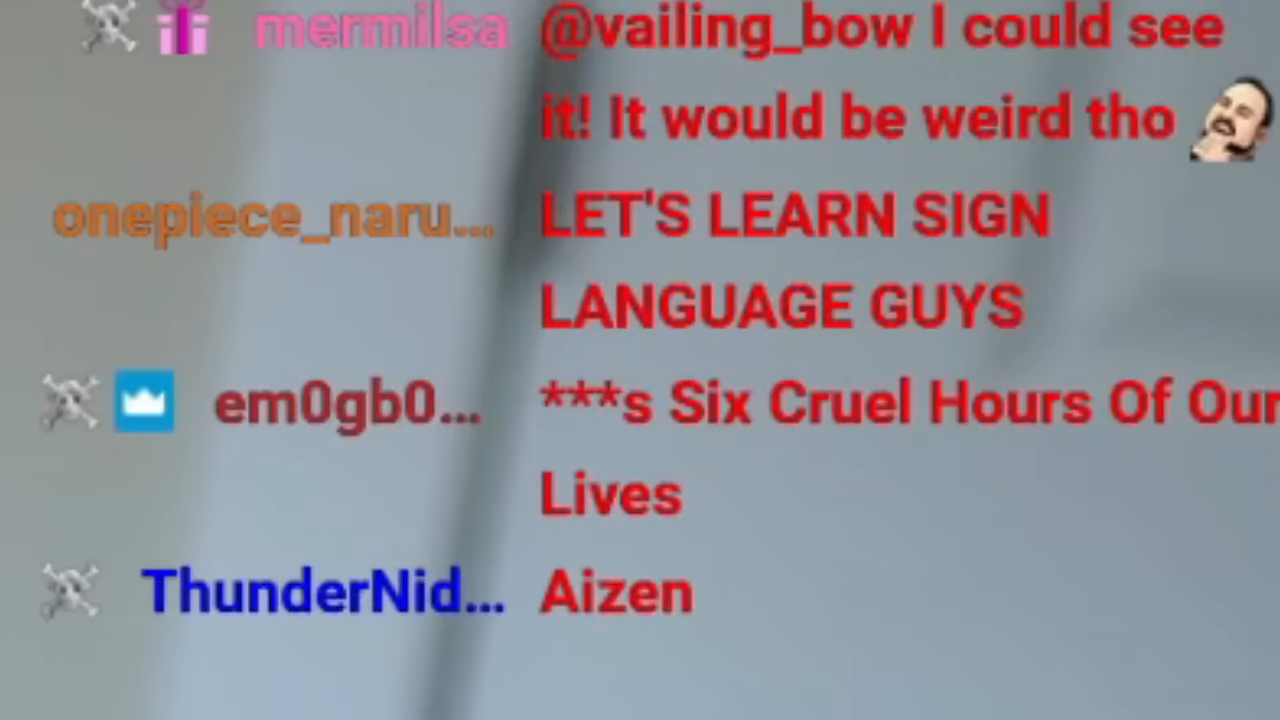 mermilsa @vailing_bow I could see
it! It would be weird tho
onepiece_naru... LET'S LEARN SIGN
LANGUAGE GUYS
em0gb0... ***s Six Cruel Hours Of Our
Lives
ThunderNid... Aizen